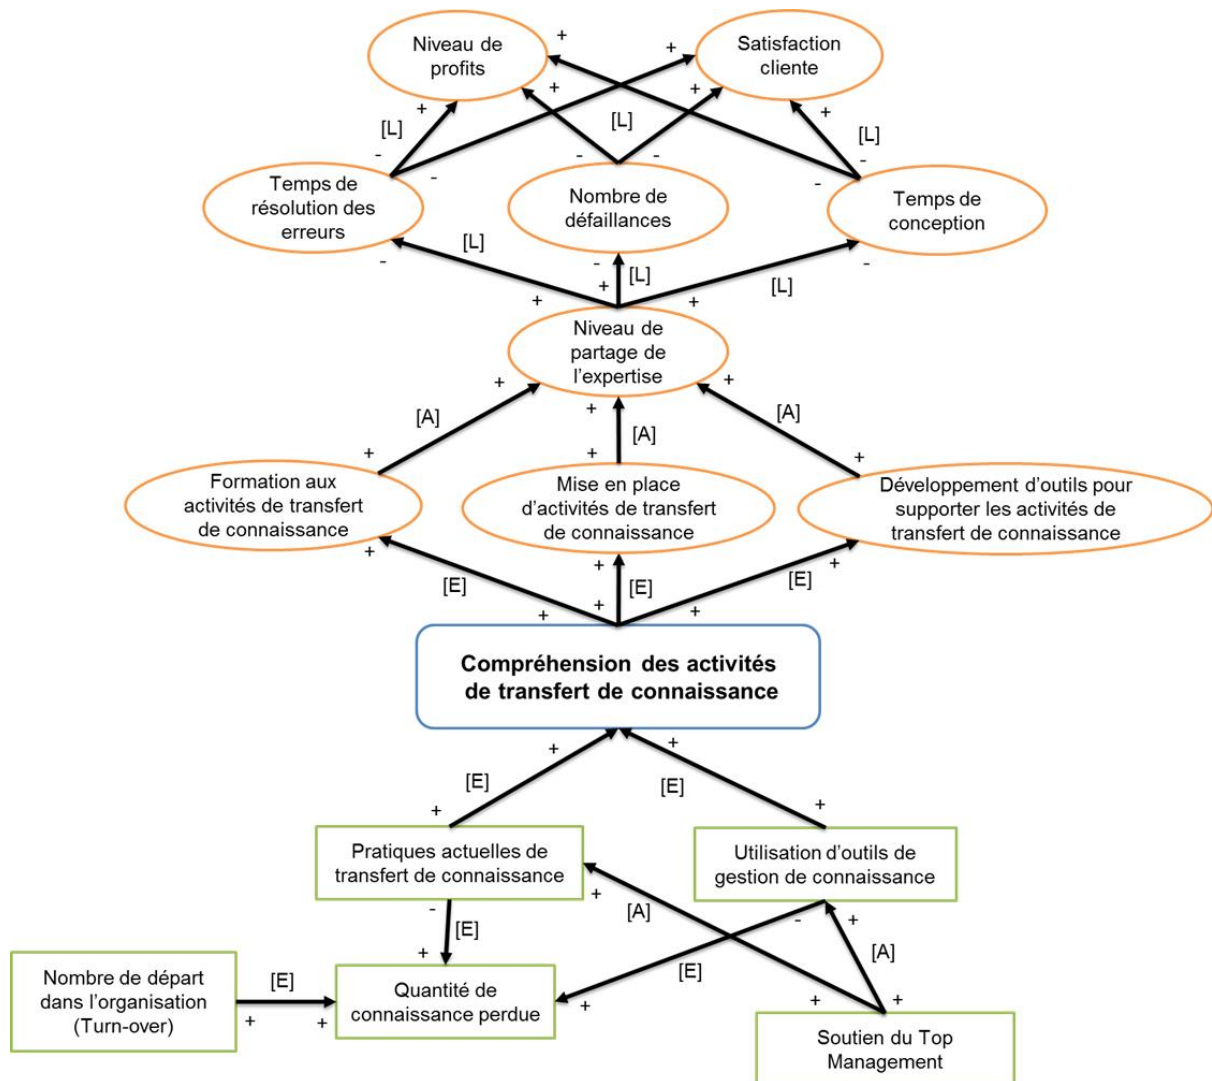 Niveau de
profits
Satisfaction
cliente
+
+
+
+
+
+
[L]
[L]
[L]
-
-
-
-
-
-
Temps de
résolution des
erreurs
Nombre de
défaillances
Temps de
conception
[L]
[L]
[L]
-
-
-
+
+
+
Niveau de
partage de
l'expertise
+
+
+
[A]
[A]
[A]
+
+
+
Formation aux
activités de transfert
de connaissance
Mise en place
d'activités de transfert
de connaissance
Développement d'outils pour
supporter les activités de
transfert de connaissance
+
+
+
[E]
[E]
[E]
+
+
+
Compréhension des activités
de transfert de connaissance
+
+
[E]
[E]
+
+
Pratiques actuelles de
transfert de connaissance
Utilisation d'outils de
gestion de connaissance
-
+
-
+
[E]
[A]
[A]
+
[E]
Nombre de départ
dans l'organisation
(Turn-over)
[E]
+
+
Quantité de
connaissance perdue
+
+
+
Soutien du Top
Management